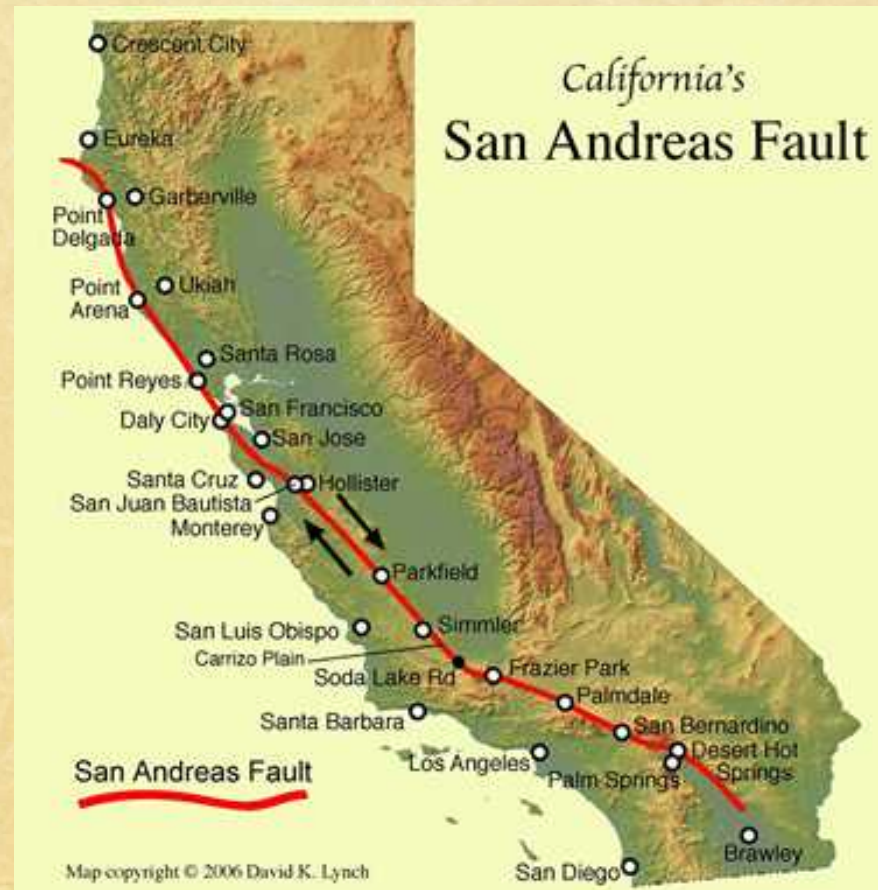 California's
San Andreas Fault
Crescent City
Eureka
Garberville
Point
Delgada
Ukiah
Point
Arena
Santa Rosa
Point Reyes
San Francisco
Daly City
San Jose
Santa Cruz
Hollister
San Juan Bautista
Monterey
Parkfield
San Luis Obispo
Simmler
Carrizo Plain
Soda Lake Rd
Frazier Park
Palmdale
Santa Barbara
San Bernardino
Los Angeles
Desert Hot
Springs
Palm Springs
San Andreas Fault
Brawley
San Diego
Map copyright © 2006 David K. Lynch